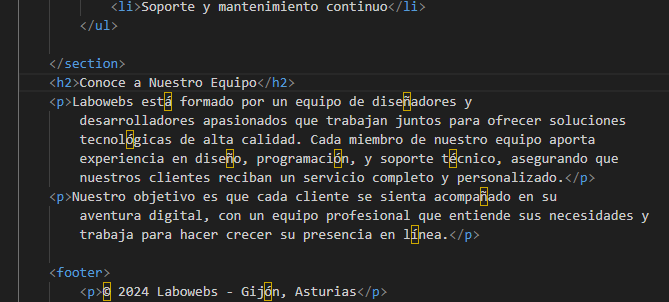 <li>Soporte y mantenimiento continuo</li>
</ul>
</section>
<h2>Conoce a Nuestro Equipo</h2>
<p>Labowebs está formado por un equipo de diseñadores y
desarrolladores apasionados que trabajan juntos para ofrecer soluciones
tecnológicas de alta calidad. Cada miembro de nuestro equipo aporta
experiencia en diseño, programación, y soporte técnico, asegurando que
nuestros clientes reciban un servicio completo y personalizado.</p>
<p>Nuestro objetivo es que cada cliente se sienta acompañado en su
aventura digital, con un equipo profesional que entiende sus necesidades y
trabaja para hacer crecer su presencia en línea.</p>
<footer>
<p>© 2024 Labowebs - Gijón, Asturias</p>